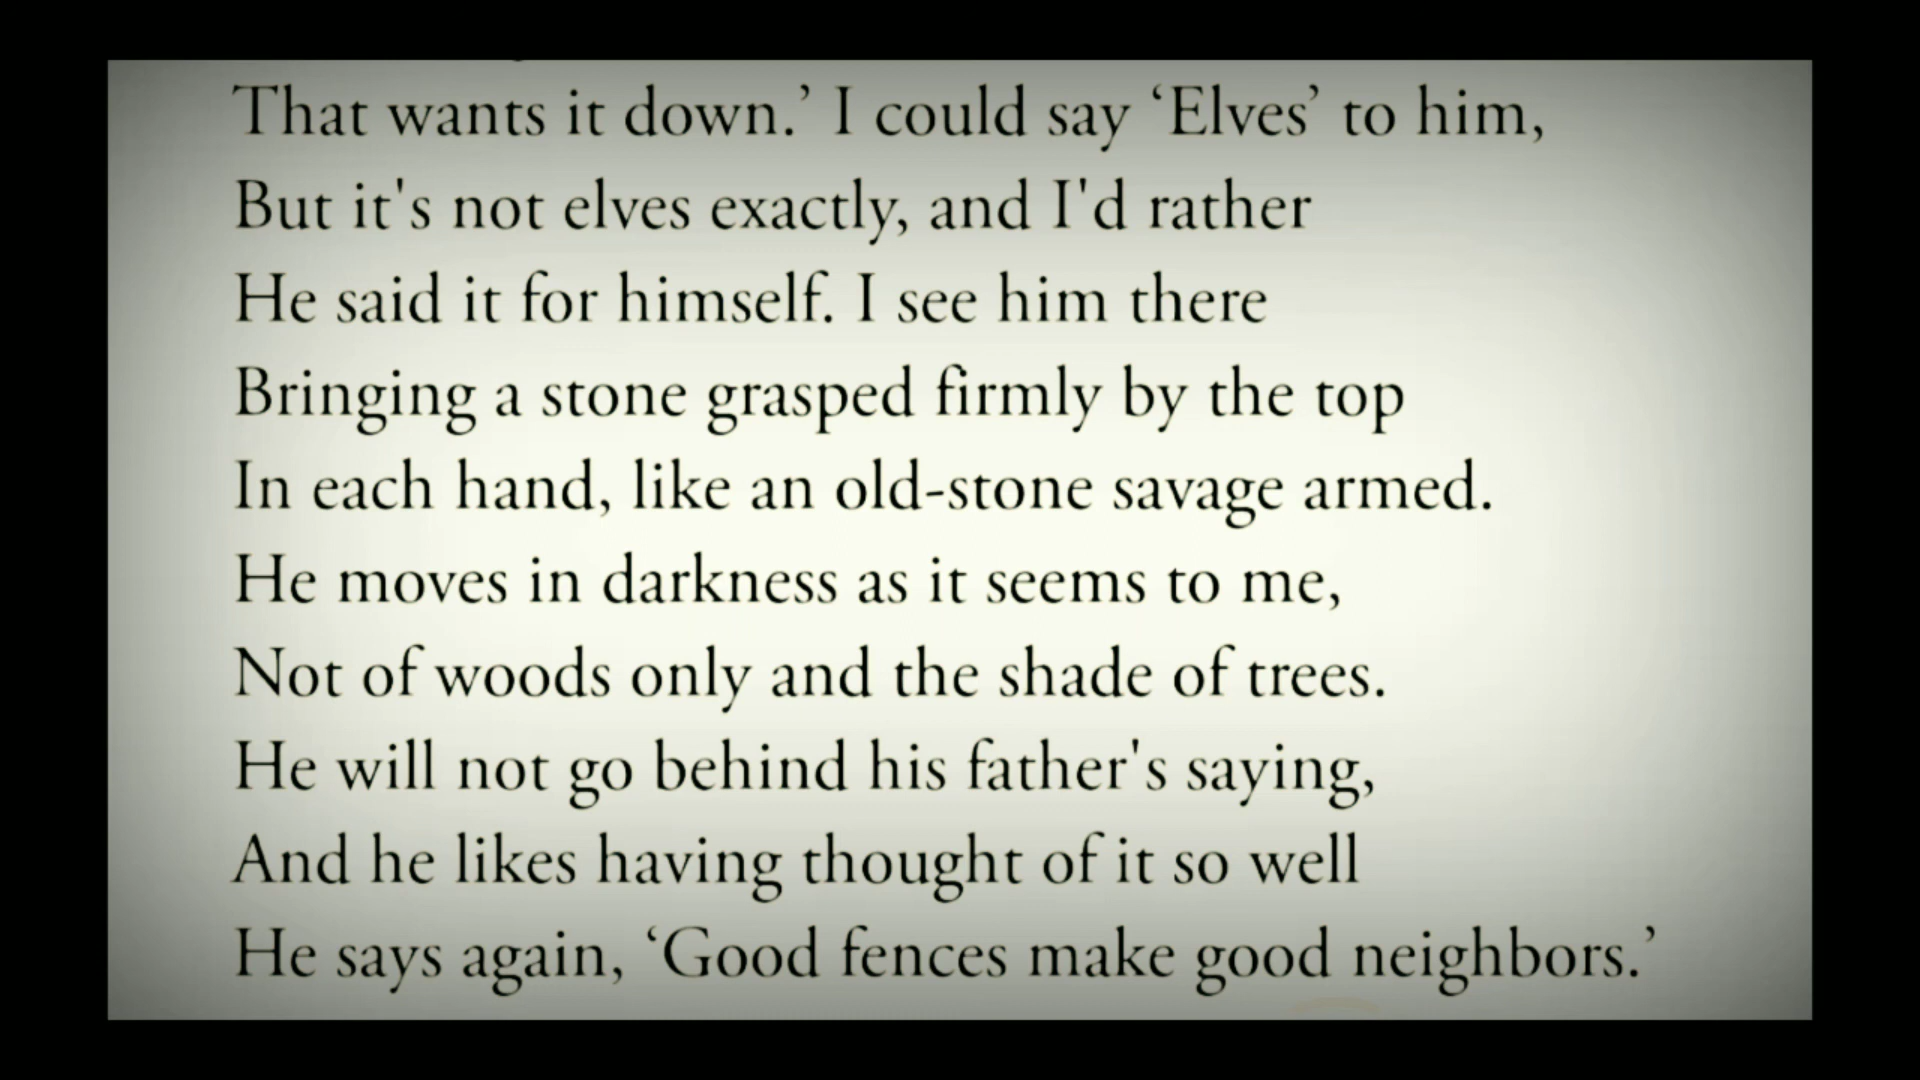 That wants it down.’ I could say ‘Elves’ to him,
But it's not elves exactly, and I'd rather
He said it for himself. I see him there
Bringing a stone grasped firmly by the top
In each hand, like an old-stone savage armed.
He moves in darkness as it seems to me,
Not of woods only and the shade of trees.
He will not go behind his father's saying,
And he likes having thought of it so well
He says again, ‘Good fences make good neighbors.’